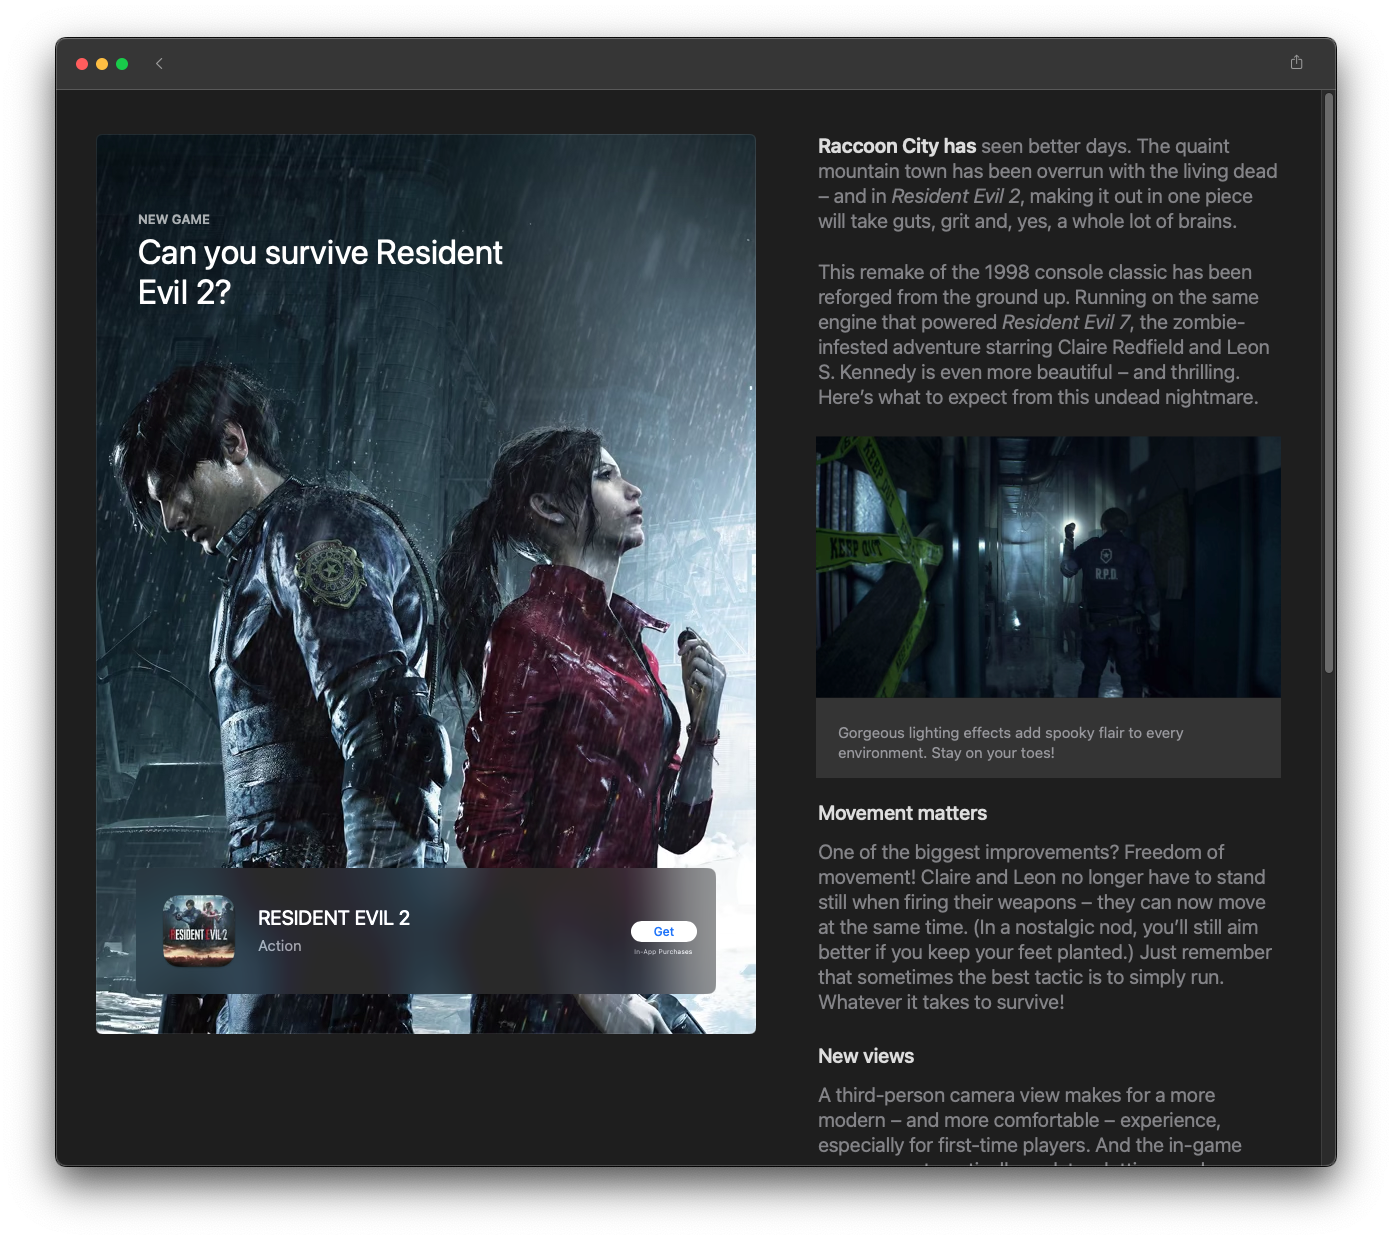 NEW GAME
Can you survive Resident
Evil 2?
RESIDENT EVIL 2
RESIDENT EVIL 2
Action
Get
In-App Purchases
Raccoon City has seen better days. The quaint
mountain town has been overrun with the living dead
– and in Resident Evil 2, making it out in one piece
will take guts, grit and, yes, a whole lot of brains.
This remake of the 1998 console classic has been
reforged from the ground up. Running on the same
engine that powered Resident Evil 7, the zombie-
infested adventure starring Claire Redfield and Leon
S. Kennedy is even more beautiful – and thrilling.
Here’s what to expect from this undead nightmare.
KEEP OUT
R.P.D.
Gorgeous lighting effects add spooky flair to every
environment. Stay on your toes!
Movement matters
One of the biggest improvements? Freedom of
movement! Claire and Leon no longer have to stand
still when firing their weapons – they can now move
at the same time. (In a nostalgic nod, you’ll still aim
better if you keep your feet planted.) Just remember
that sometimes the best tactic is to simply run.
Whatever it takes to survive!
New views
A third-person camera view makes for a more
modern – and more comfortable – experience,
especially for first-time players. And the in-game